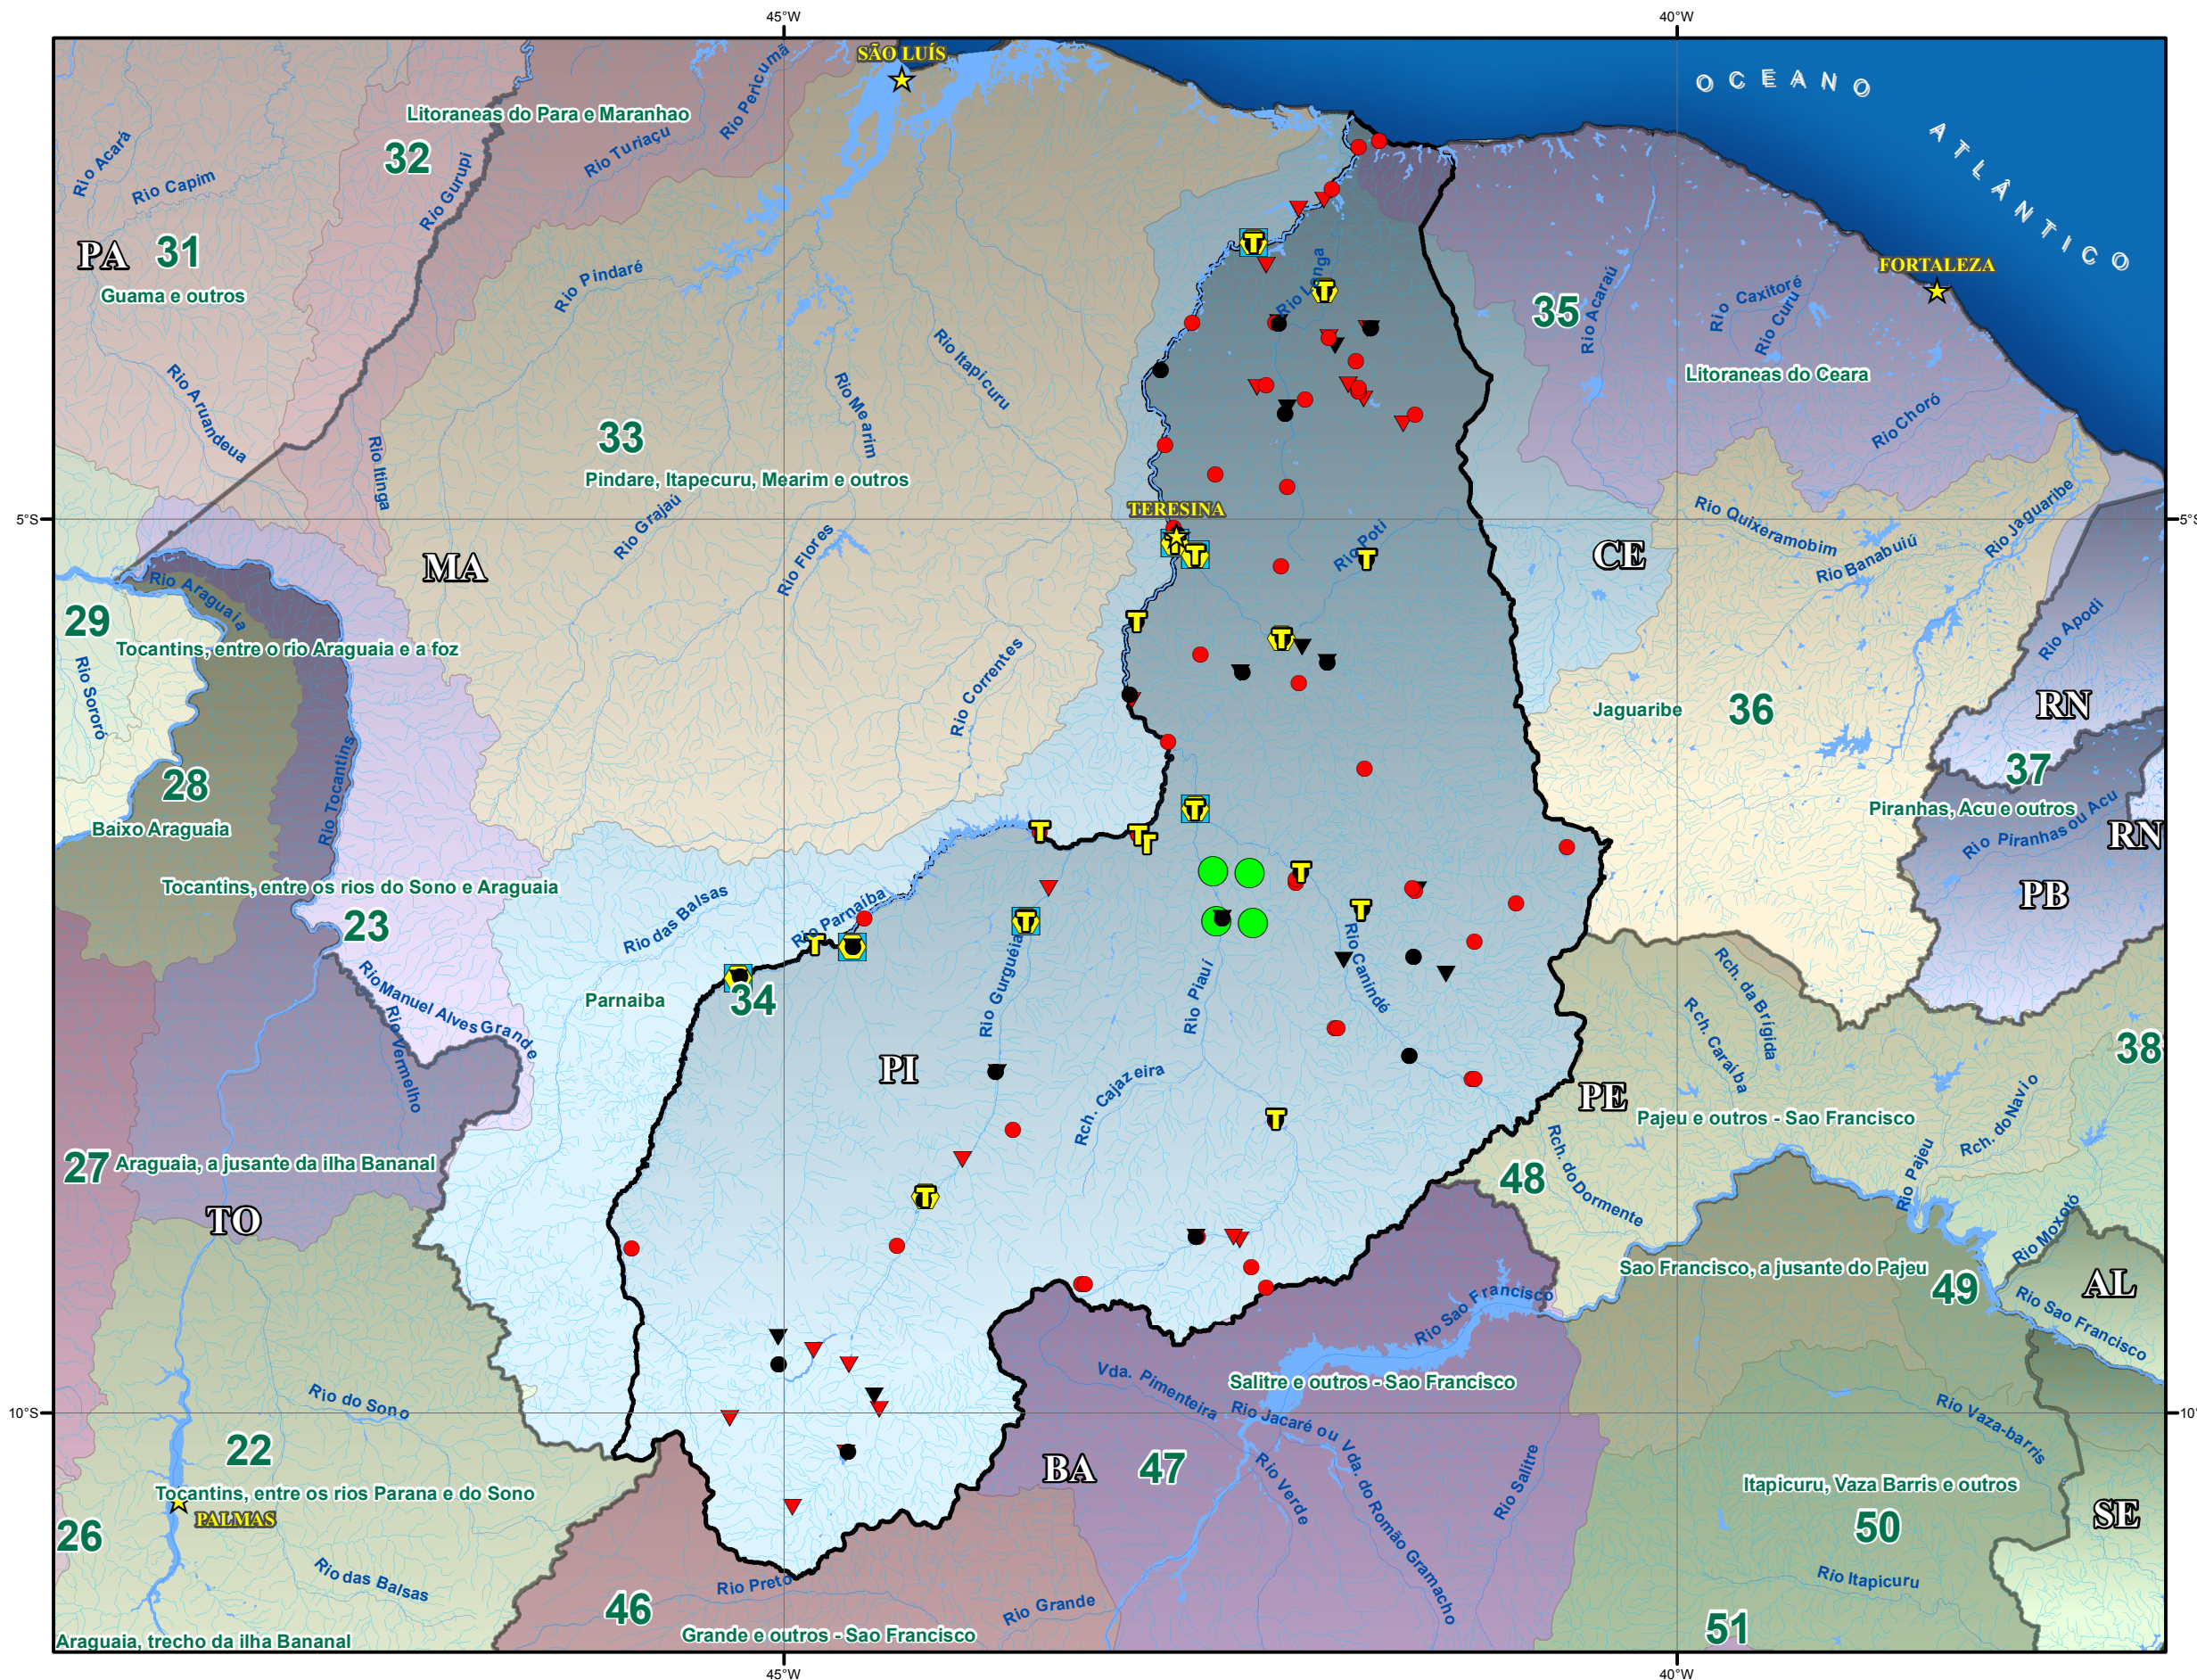 45°W
40°W
SÃO LUÍS
OCEANO
ATLÂNTICO
Litoraneas do Para e Maranhao
32
Rio Pericumã
Rio Turiaçu
Rio Gurupi
Rio Acará
Rio Capim
PA
31
Guama e outros
Rio Pindaré
FORTALEZA
35
Rio Acaraú
Rio Caxitoré
Rio Curu
Litoraneas do Ceara
Rio Choró
Rio Aruandeua
Rio Itinga
Rio Itapicuru
Rio Mearim
33
Pindare, Itapecuru, Mearim e outros
Rio Grajaú
Rio Flores
TERESINA
5°S
Rio Poti
Rio Quixeramobim
Rio Banabuiú
Rio Jaguaribe
MA
CE
29
Rio Araguaia
Tocantins, entre o rio Araguaia e a foz
Rio Sororó
Rio Correntes
Rio Apodi
Jaguaribe
36
RN
37
28
Baixo Araguaia
Rio Tocantins
Piranhas, Acu e outros
Rio Piranhas ou Acu
RN
PB
Tocantins, entre os rios do Sono e Araguaia
23
Rio das Balsas
Rio Parnaíba
Rio Manuel Alves Grande
Rio Vermelho
34
Parnaiba
Rio Gurguéia
Rio Piauí
Rio Canindé
Rch. da Brigida
Rch. Caraíba
38
PI
Rch. Cajazeira
PE
Pajeu e outros - Sao Francisco
Rch. do Navio
27
Araguaia, a jusante da ilha Bananal
48
Rch. do Dormente
Rio Pajeu
Rio Moxotó
TO
Sao Francisco, a jusante do Pajeu
49
AL
Rio Sao Francisco
Rio Sao Francisco
Vda. Pimenteira
Salitre e outros - Sao Francisco
10°S
Rio do Sono
Rio Jacaré ou Vda. do Romão Gramacho
Rio Vaza-barris
22
BA
47
Rio Verde
Rio Salitre
Tocantins, entre os rios Parana e do Sono
PALMAS
Itapicuru, Vaza Barris e outros
50
SE
26
Rio das Balsas
Rio Preto
46
Rio Grande
Rio Itapicuru
51
Araguaia, trecho da ilha Bananal
Grande e outros - Sao Francisco
45°W
40°W